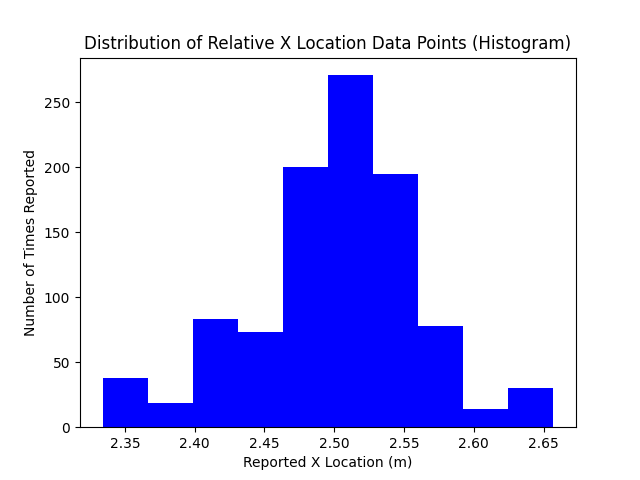 Distribution of Relative X Location Data Points (Histogram)
Number of Times Reported
250
200
150
100
50
0
2.35 2.40 2.45 2.50 2.55 2.60 2.65
Reported X Location (m)